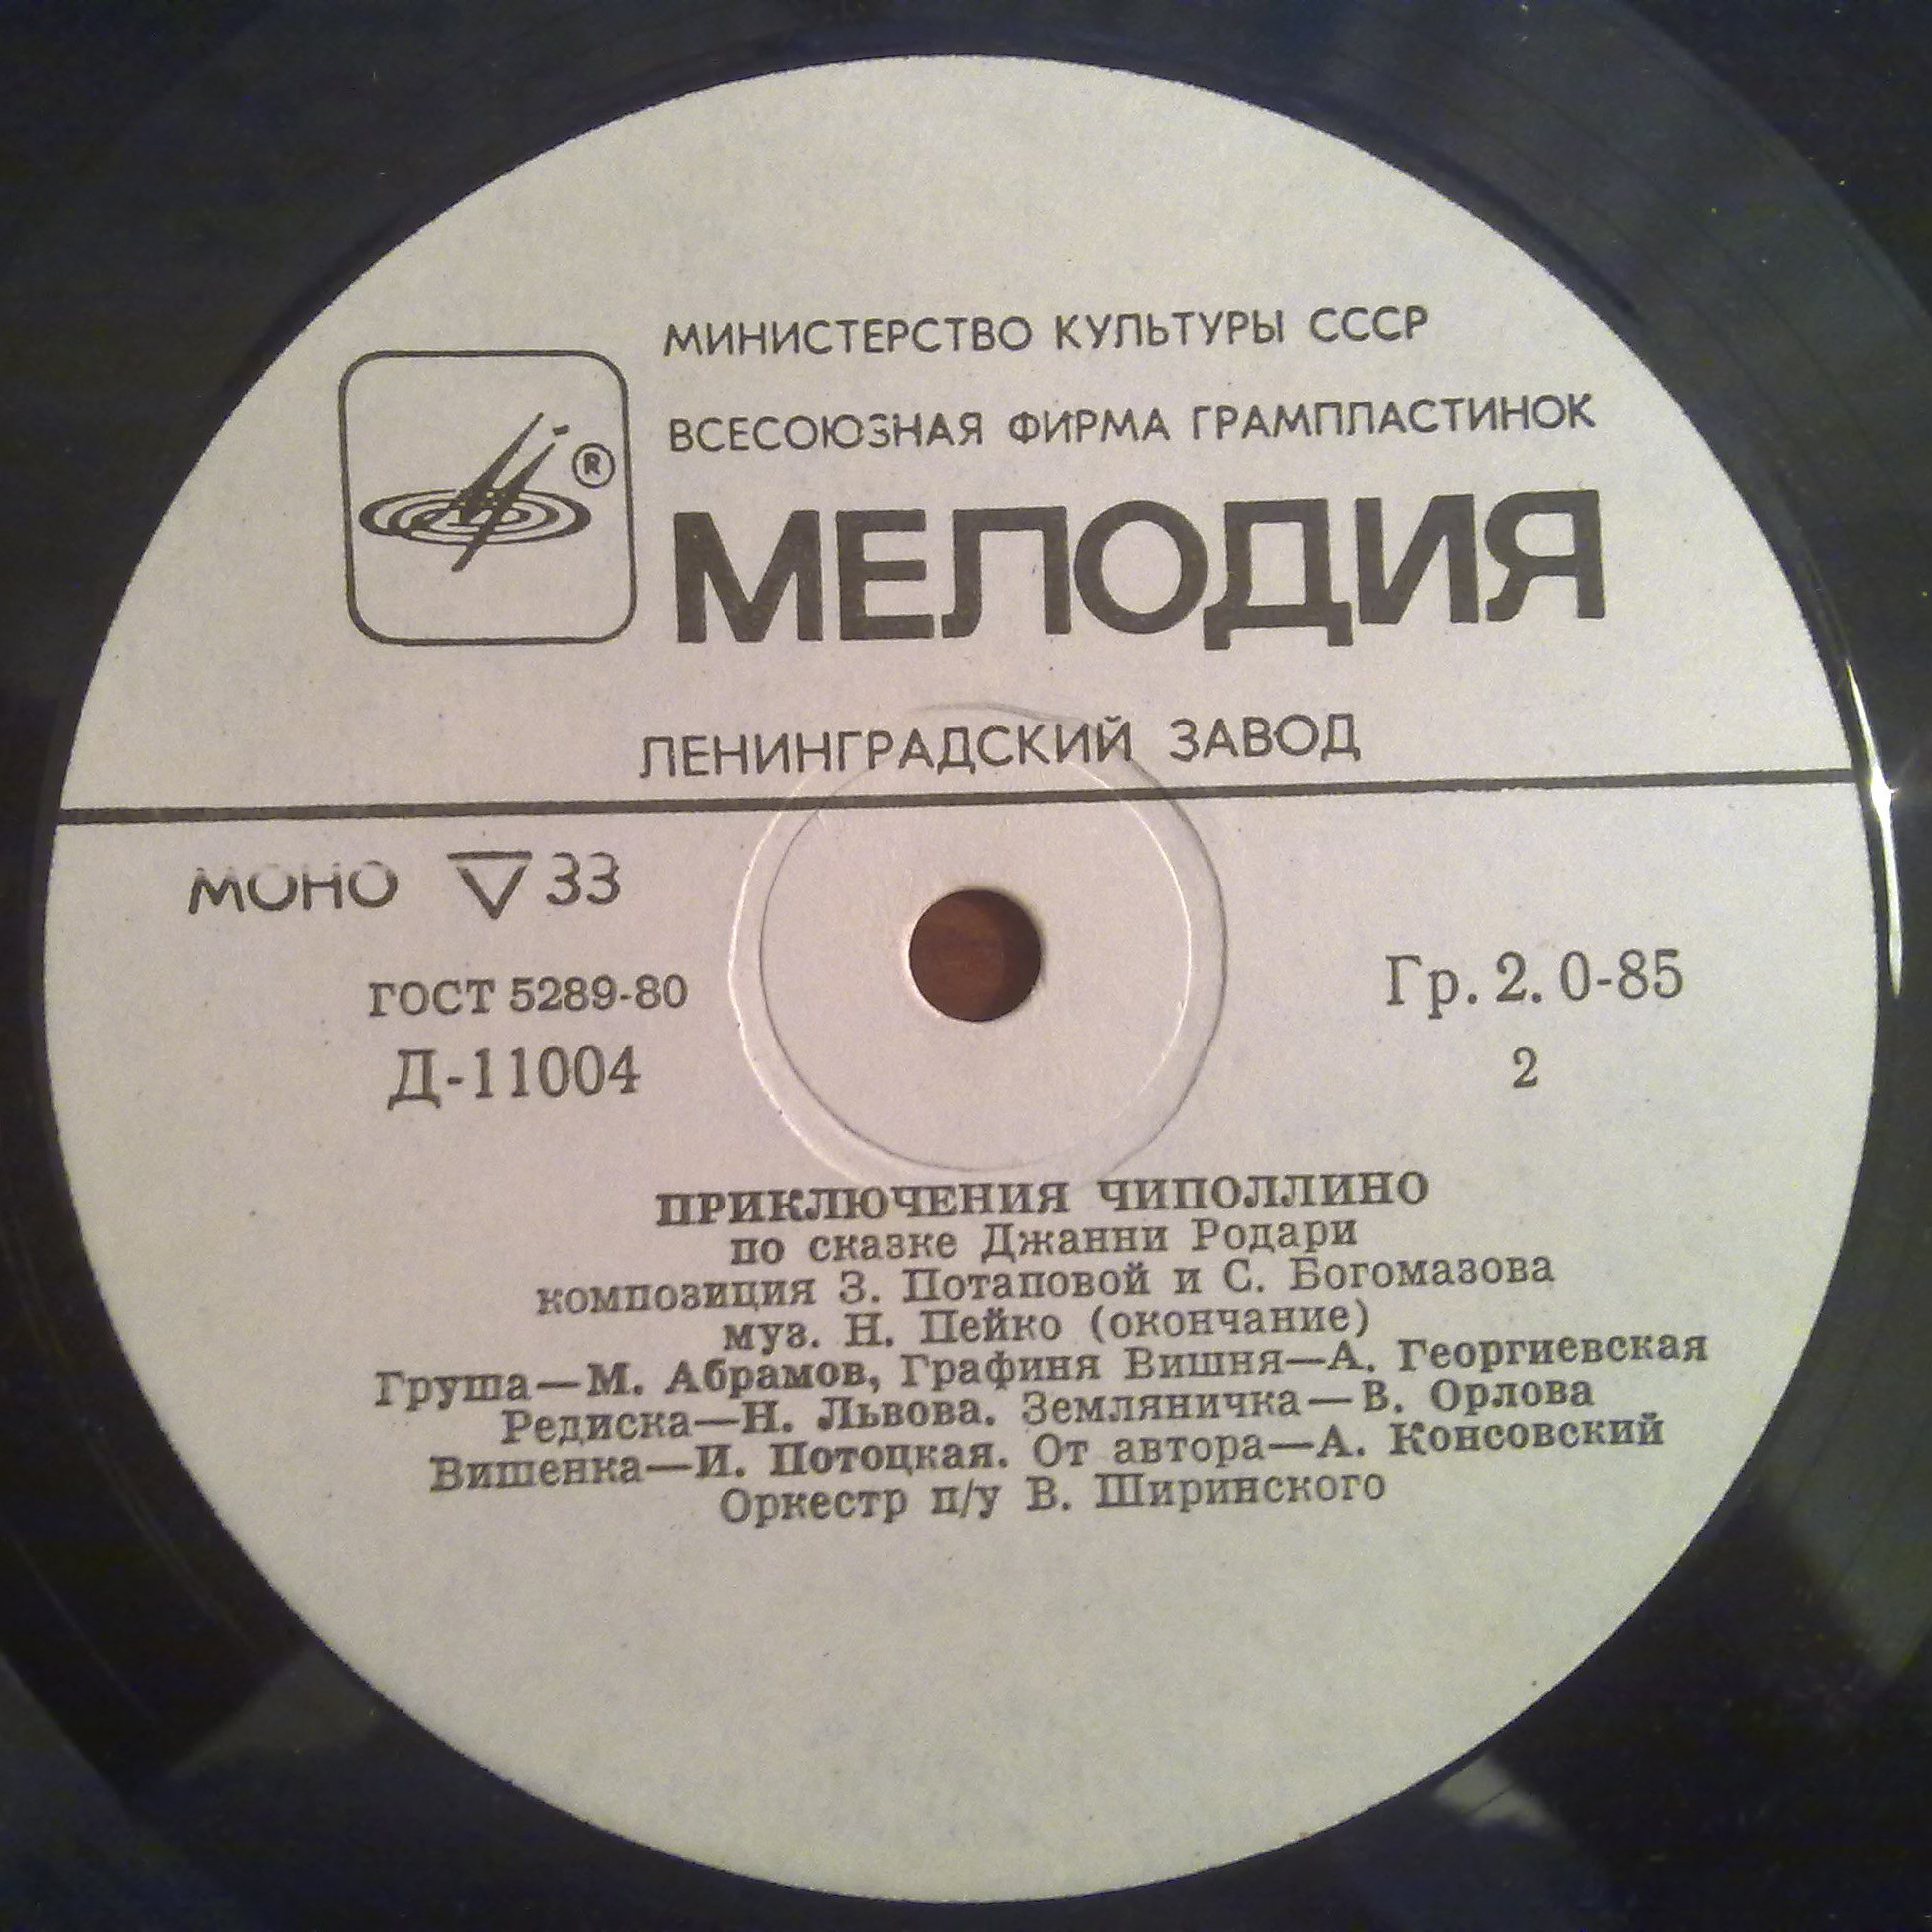 МИНИСТЕРСТВО КУЛЬТУРЫ СССР
ВСЕСОЮЗНАЯ ФИРМА ГРАМПЛАСТИНОК
®
МЕЛОДИЯ
ЛЕНИНГРАДСКИЙ ЗАВОД
МОНО ▽ 33
ГОСТ 5289-80
Гр. 2. 0-85
Д-11004
2
ПРИКЛЮЧЕНИЯ ЧИПОЛЛИНО
по сказке Джанни Родари
композиция З. Потаповой и С. Богомазова
муз. Н. Пейко (окончание)
Груша—М. Абрамов, Графиня Вишня—А. Георгиевская
Редиска—Н. Львова. Земляничка—В. Орлова
Вишенка—И. Потоцкая. От автора—А. Консовский
Оркестр п/у В. Ширинского